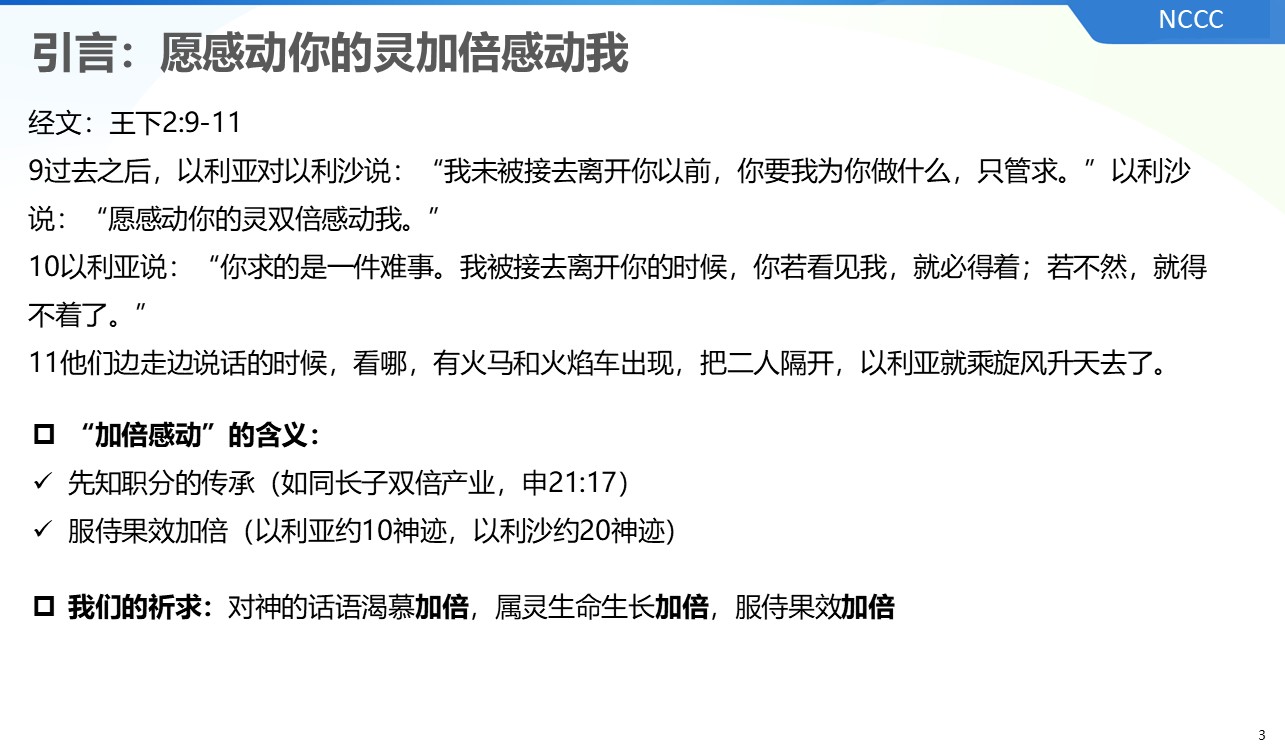 NCCC
引言：愿感动你的灵加倍感动我
经文：王下2:9-11
9过去之后，以利亚对以利沙说：“我未被接去离开你以前，你要我为你做什么，只管求。”以利沙
说：“愿感动你的灵双倍感动我。”
10以利亚说：“你求的是一件难事。我被接去离开你的时候，你若看见我，就必得着；若不然，就得
不着了。”
11他们边走边说话的时候，看哪，有火马和火焰车出现，把二人隔开，以利亚就乘旋风升天去了。
“加倍感动”的含义：
✓ 先知职分的传承（如同长子双倍产业，申21:17）
✓ 服侍果效加倍（以利亚约10神迹，以利沙约20神迹）
我们的祈求：对神的话语渴慕加倍，属灵生命生长加倍，服侍果效加倍
3